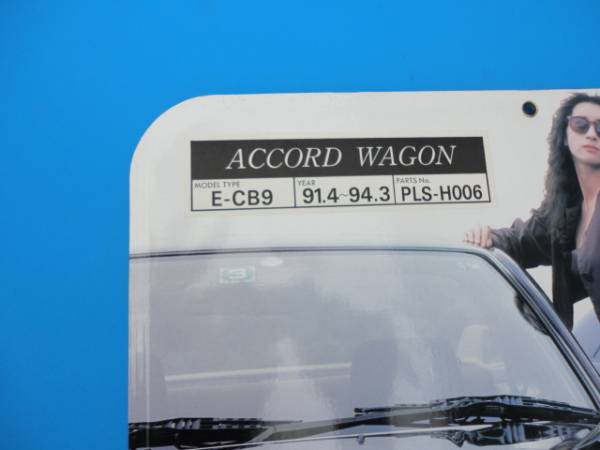 ACCORD WAGON
MODEL TYPE YEAR PARTS No.
E-CB9 91.4~94.3 PLS-H006